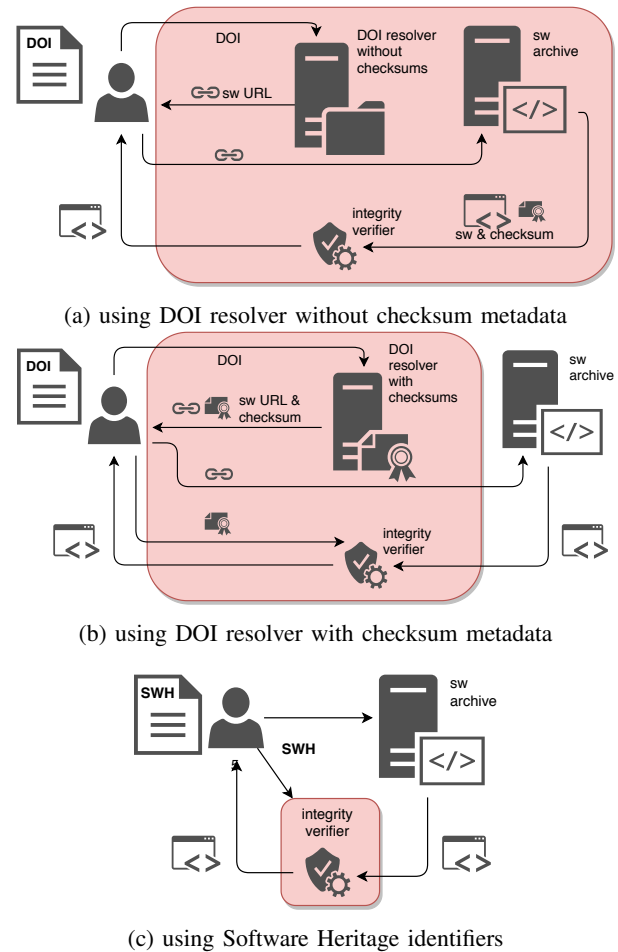 DOI
DOI
DOI resolver
without
checksums
sw
archive
sw URL
</>
<>
integrity
verifier
<>
sw & checksum
(a) using DOI resolver without checksum metadata
DOI
DOI
DOI
resolver
with
checksums
sw
archive
sw URL &
checksum
</>
<>
integrity
verifier
<>
(b) using DOI resolver with checksum metadata
SWH
sw
archive
SWH
</>
integrity
verifier
<>
<>
(c) using Software Heritage identifiers